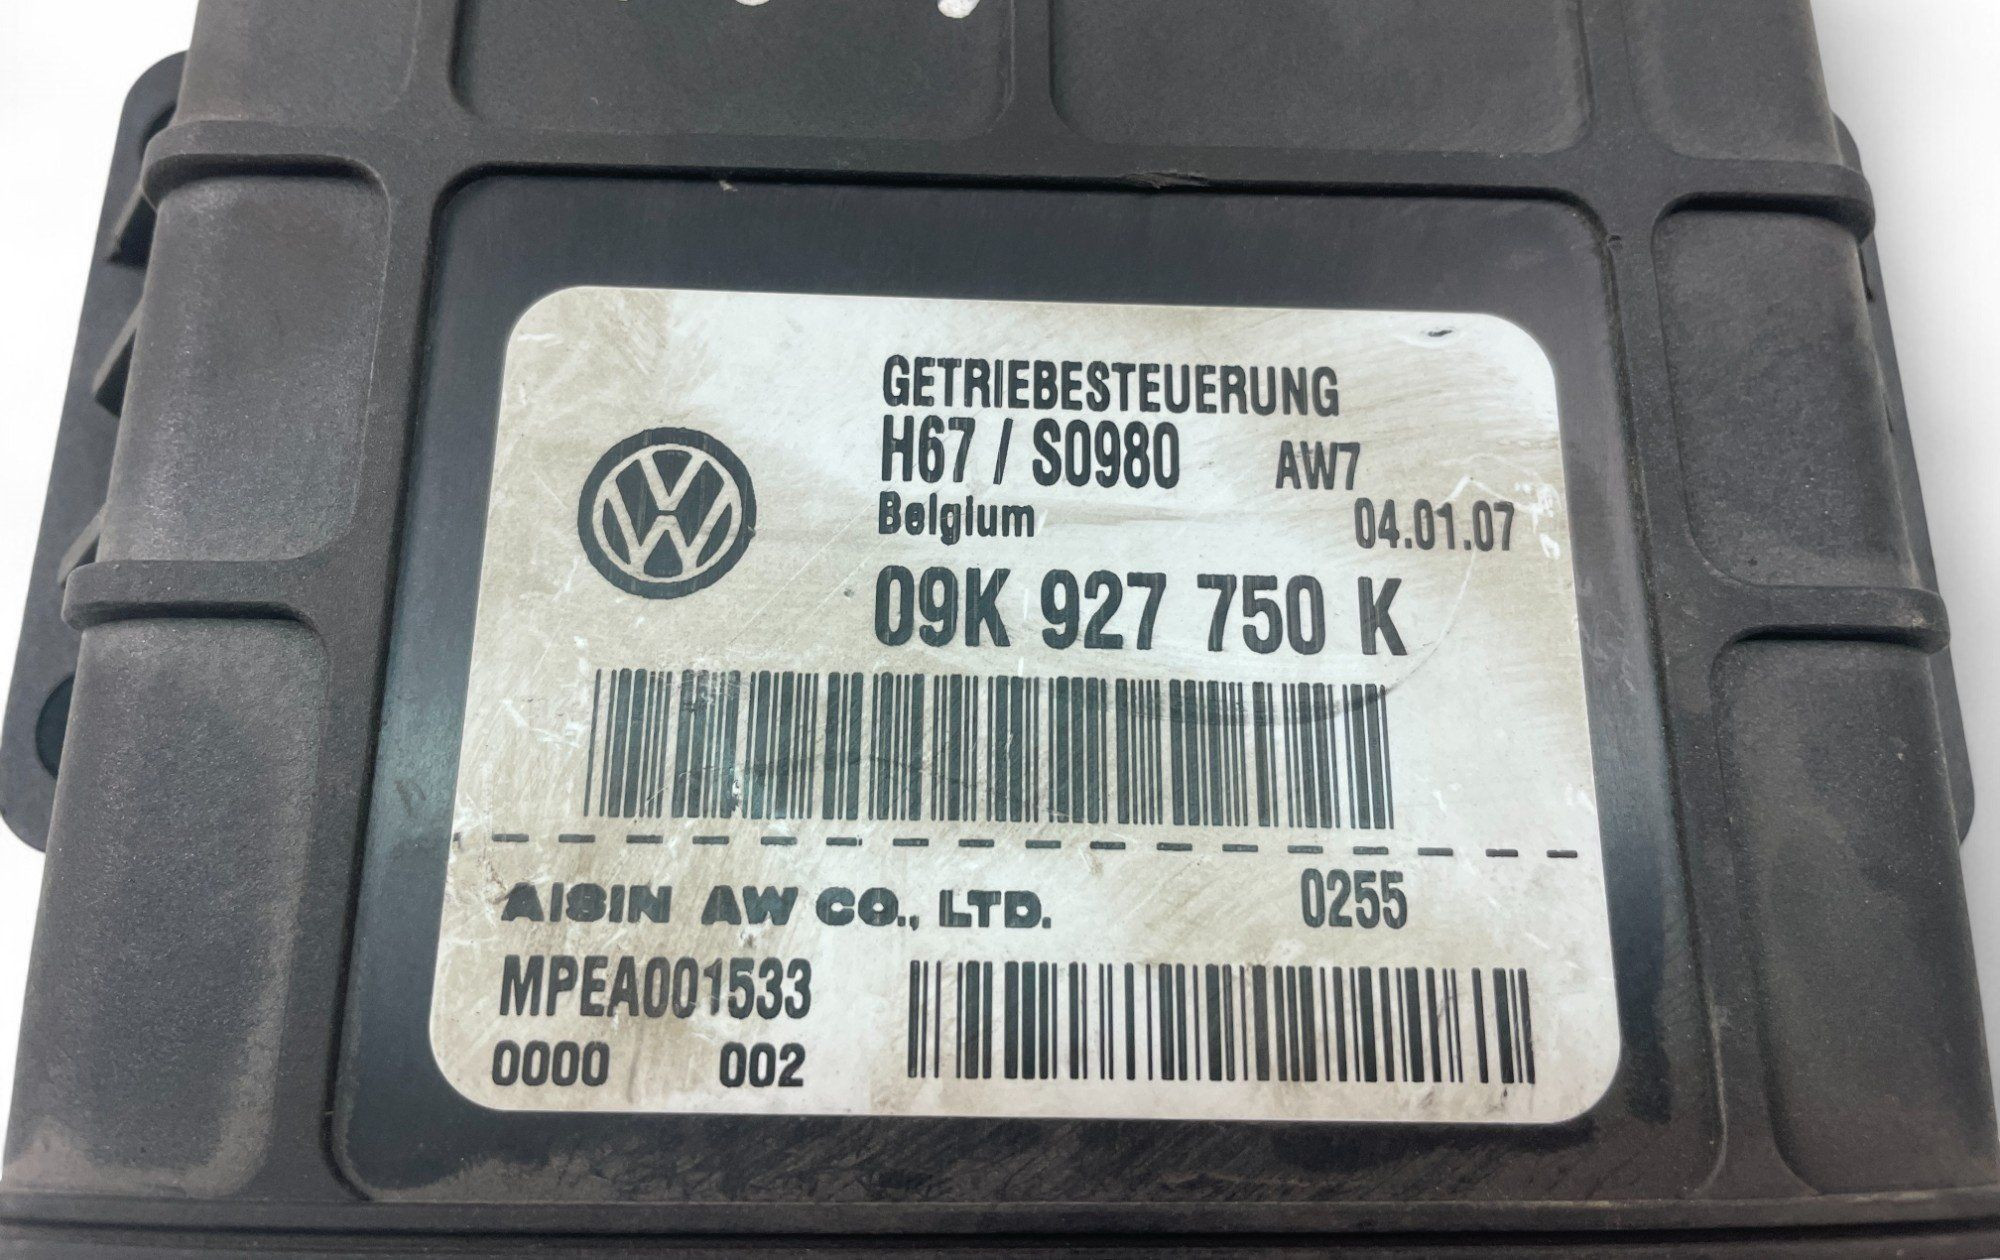 GETRIEBESTEUERUNG
H67 / S0980 AW7
Belgium 04.01.07
09K 927 750 K
AISIN AW CO., LTD. 0255
MPEA001533
0000 002